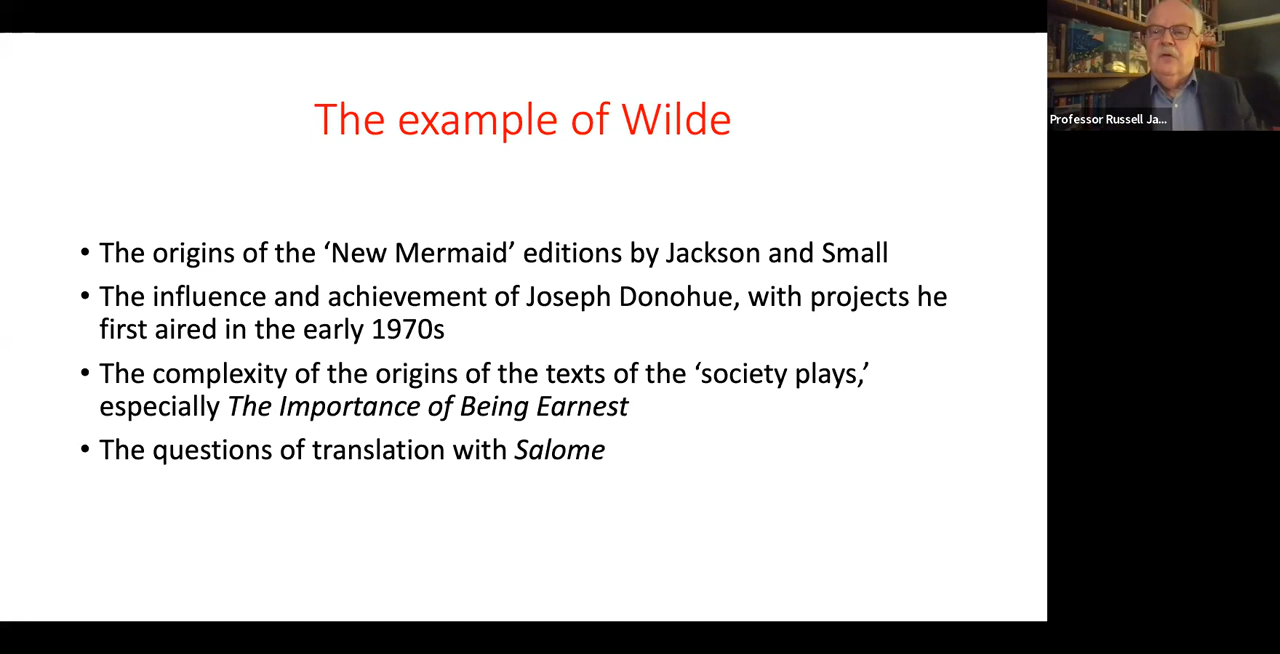 The example of Wilde
Professor Russell Ja...
• The origins of the ‘New Mermaid’ editions by Jackson and Small
• The influence and achievement of Joseph Donohue, with projects he
first aired in the early 1970s
• The complexity of the origins of the texts of the ‘society plays,’
especially The Importance of Being Earnest
• The questions of translation with Salome